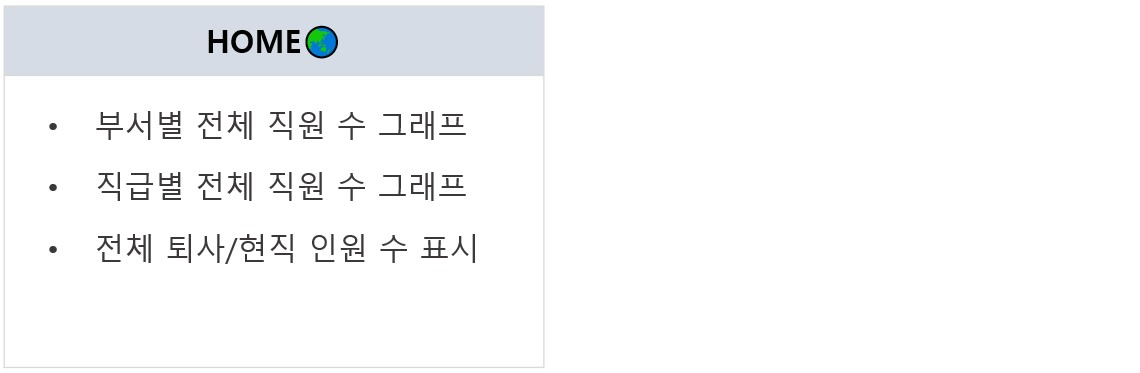 HOME🌏
• 부서별 전체 직원 수 그래프
• 직급별 전체 직원 수 그래프
• 전체 퇴사/현직 인원 수 표시